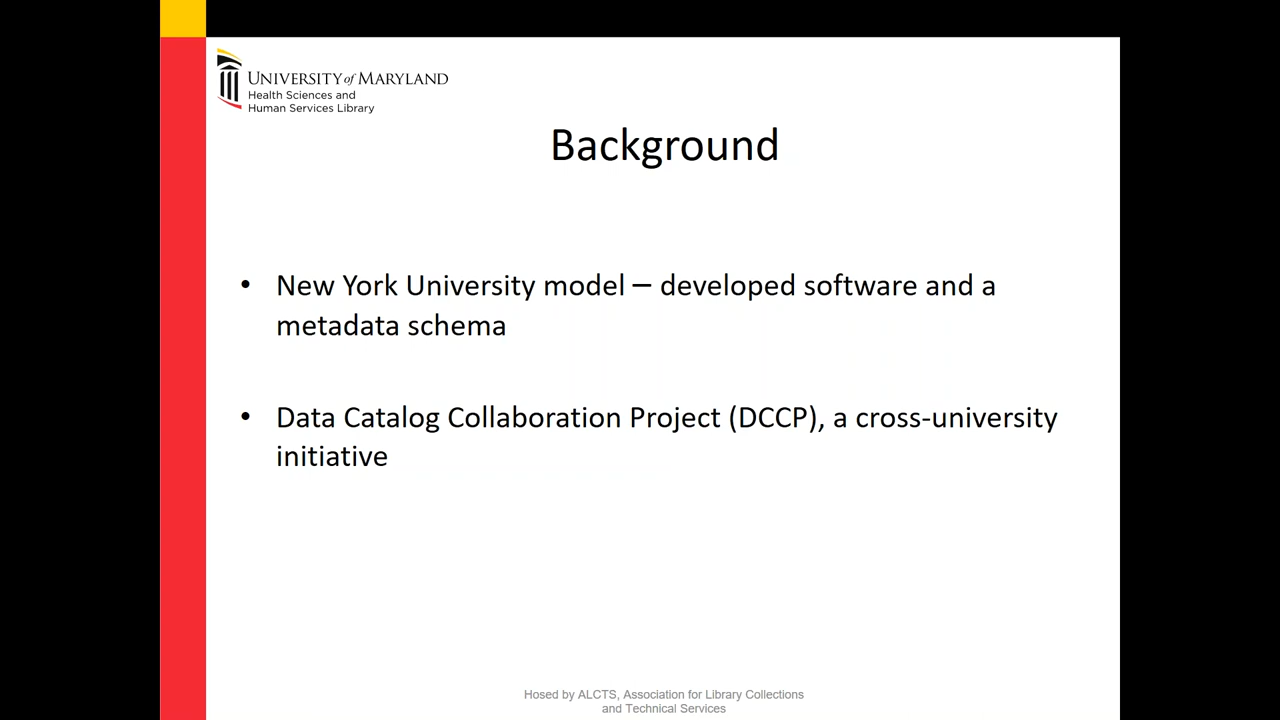 UNIVERSITY of MARYLAND
Health Sciences and
Human Services Library
Background
• New York University model – developed software and a
metadata schema
• Data Catalog Collaboration Project (DCCP), a cross-university
initiative
Hosed by ALCTS, Association for Library Collections
and Technical Services